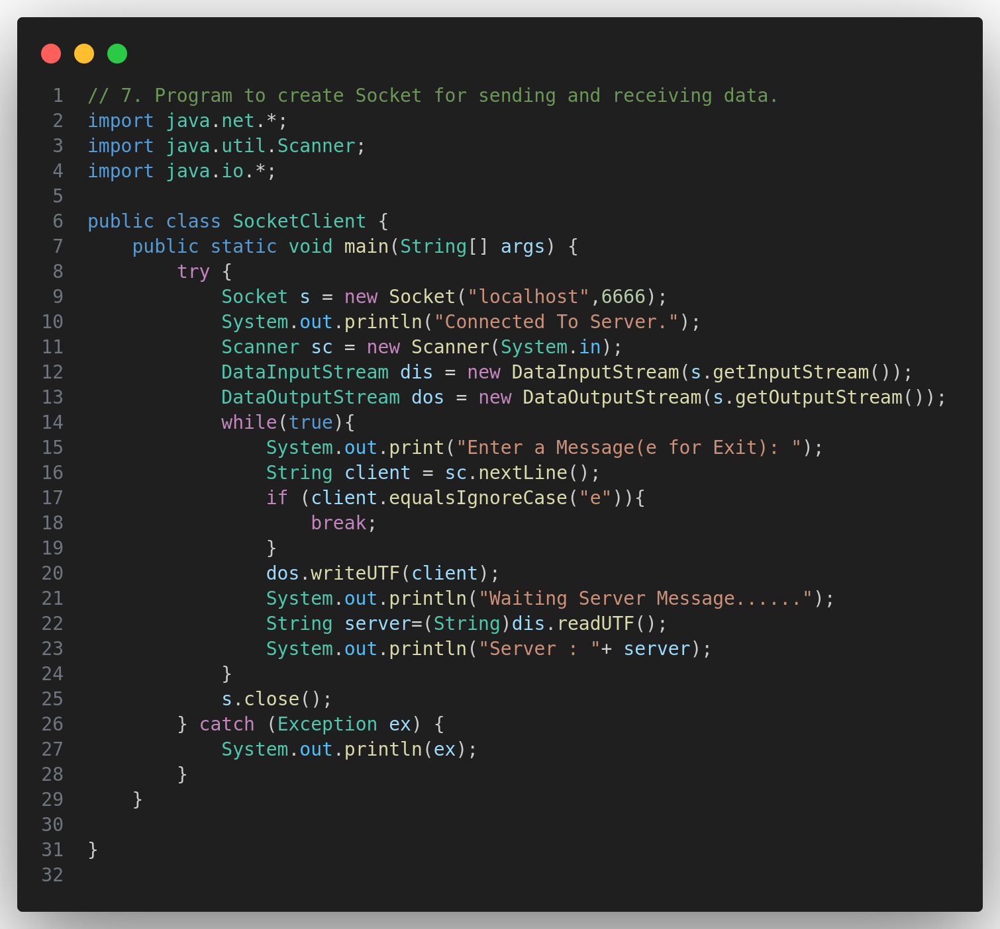 1 // 7. Program to create Socket for sending and receiving data.
2 import java.net.*;
3 import java.util.Scanner;
4 import java.io.*;
5
6 public class SocketClient {
7     public static void main(String[] args) {
8         try {
9             Socket s = new Socket("localhost",6666);
10             System.out.println("Connected To Server.");
11             Scanner sc = new Scanner(System.in);
12             DataInputStream dis = new DataInputStream(s.getInputStream());
13             DataOutputStream dos = new DataOutputStream(s.getOutputStream());
14             while(true){
15                 System.out.print("Enter a Message(e for Exit): ");
16                 String client = sc.nextLine();
17                 if (client.equalsIgnoreCase("e")){
18                     break;
19                 }
20                 dos.writeUTF(client);
21                 System.out.println("Waiting Server Message......");
22                 String server=(String)dis.readUTF();
23                 System.out.println("Server : "+ server);
24             }
25             s.close();
26         } catch (Exception ex) {
27             System.out.println(ex);
28         }
29     }
30
31 }
32